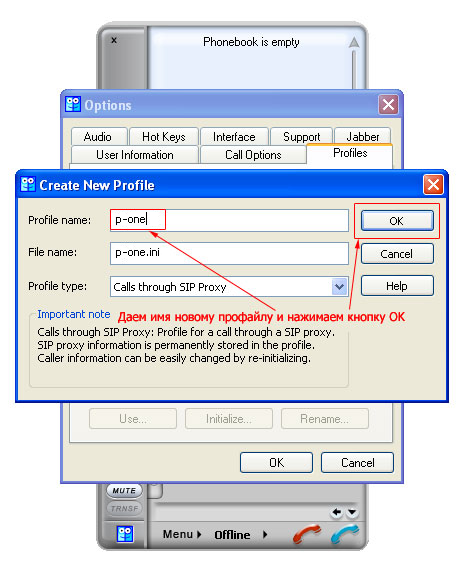 x
Phonebook is empty
Options
Audio
Hot Keys
Interface
Support
Jabber
User Information
Call Options
Profiles
Create New Profile
Profile name:
p-one
OK
File name:
p-one.ini
Cancel
Profile type:
Calls through SIP Proxy
Help
Important note
Даем имя новому профайлу и нажимаем кнопку ОК
Calls through SIP Proxy: Profile for a call through a SIP proxy.
SIP proxy information is permanently stored in the profile.
Caller information can be easily changed by re-initializing.
Use...
Initialize...
Rename...
OK
Cancel
MUTE
TRNSF
Menu
Offline